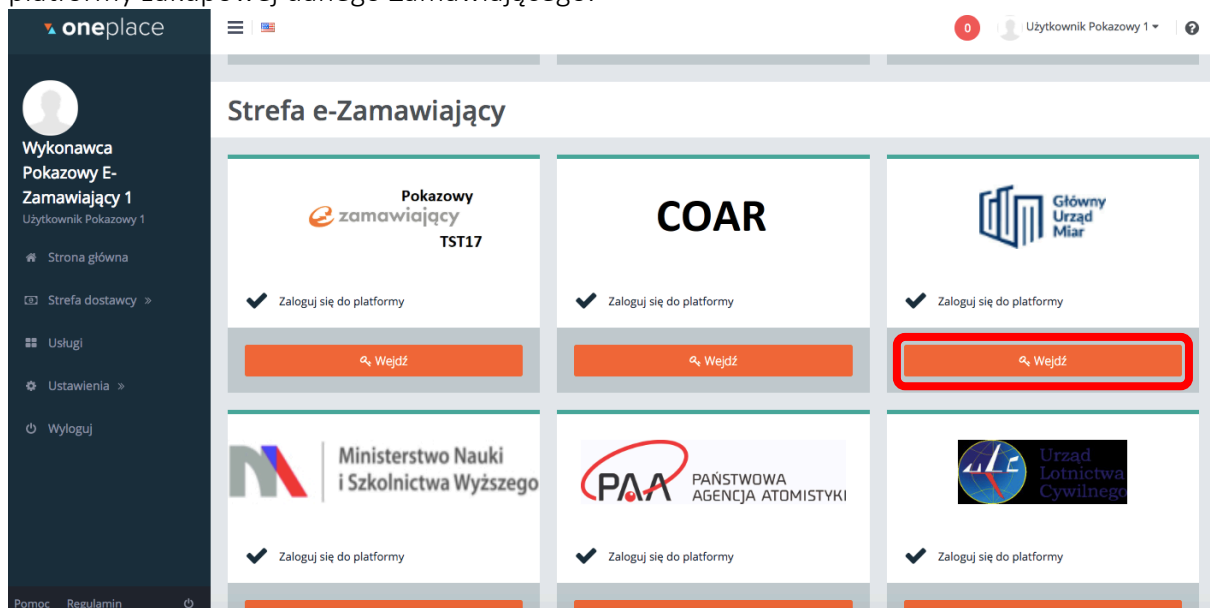 platformy zakupowej danego Zamawiającego.
oneplace
0
Użytkownik Pokazowy 1
Wykonawca
Pokazowy E-
Zamawiający 1
Użytkownik Pokazowy 1
Strona główna
Strefa dostawcy »
Usługi
Ustawienia »
Wyloguj
Pomoc Regulamin
Strefa e-Zamawiający
Pokazowy
e zamawiający
TST17
Zaloguj się do platformy
Wejdź
COAR
Zaloguj się do platformy
Wejdź
Główny
Urząd
Miar
Zaloguj się do platformy
Wejdź
Ministerstwo Nauki
i Szkolnictwa Wyższego
Zaloguj się do platformy
PAA PAŃSTWOWA
AGENCJA ATOMISTYKI
Zaloguj się do platformy
ulc Urząd
Lotnictwa
Cywilnego
Zaloguj się do platformy